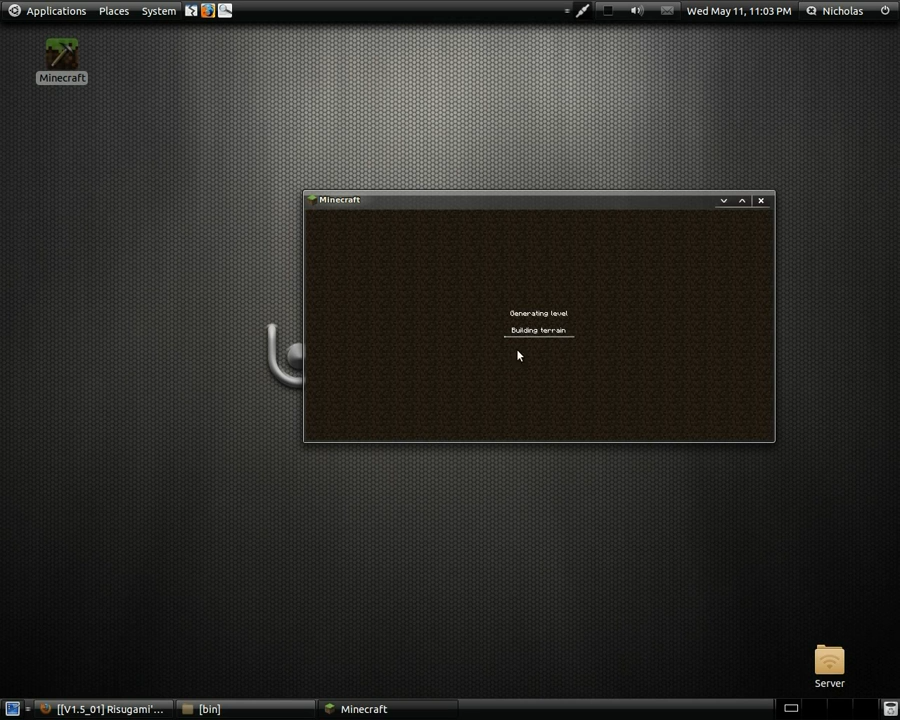 Applications Places System
Wed May 11, 11:03 PM
Nicholas
Minecraft
Minecraft
Generating level
Building terrain
Server
[[V1.5_01] Risugami'...
[bin]
Minecraft